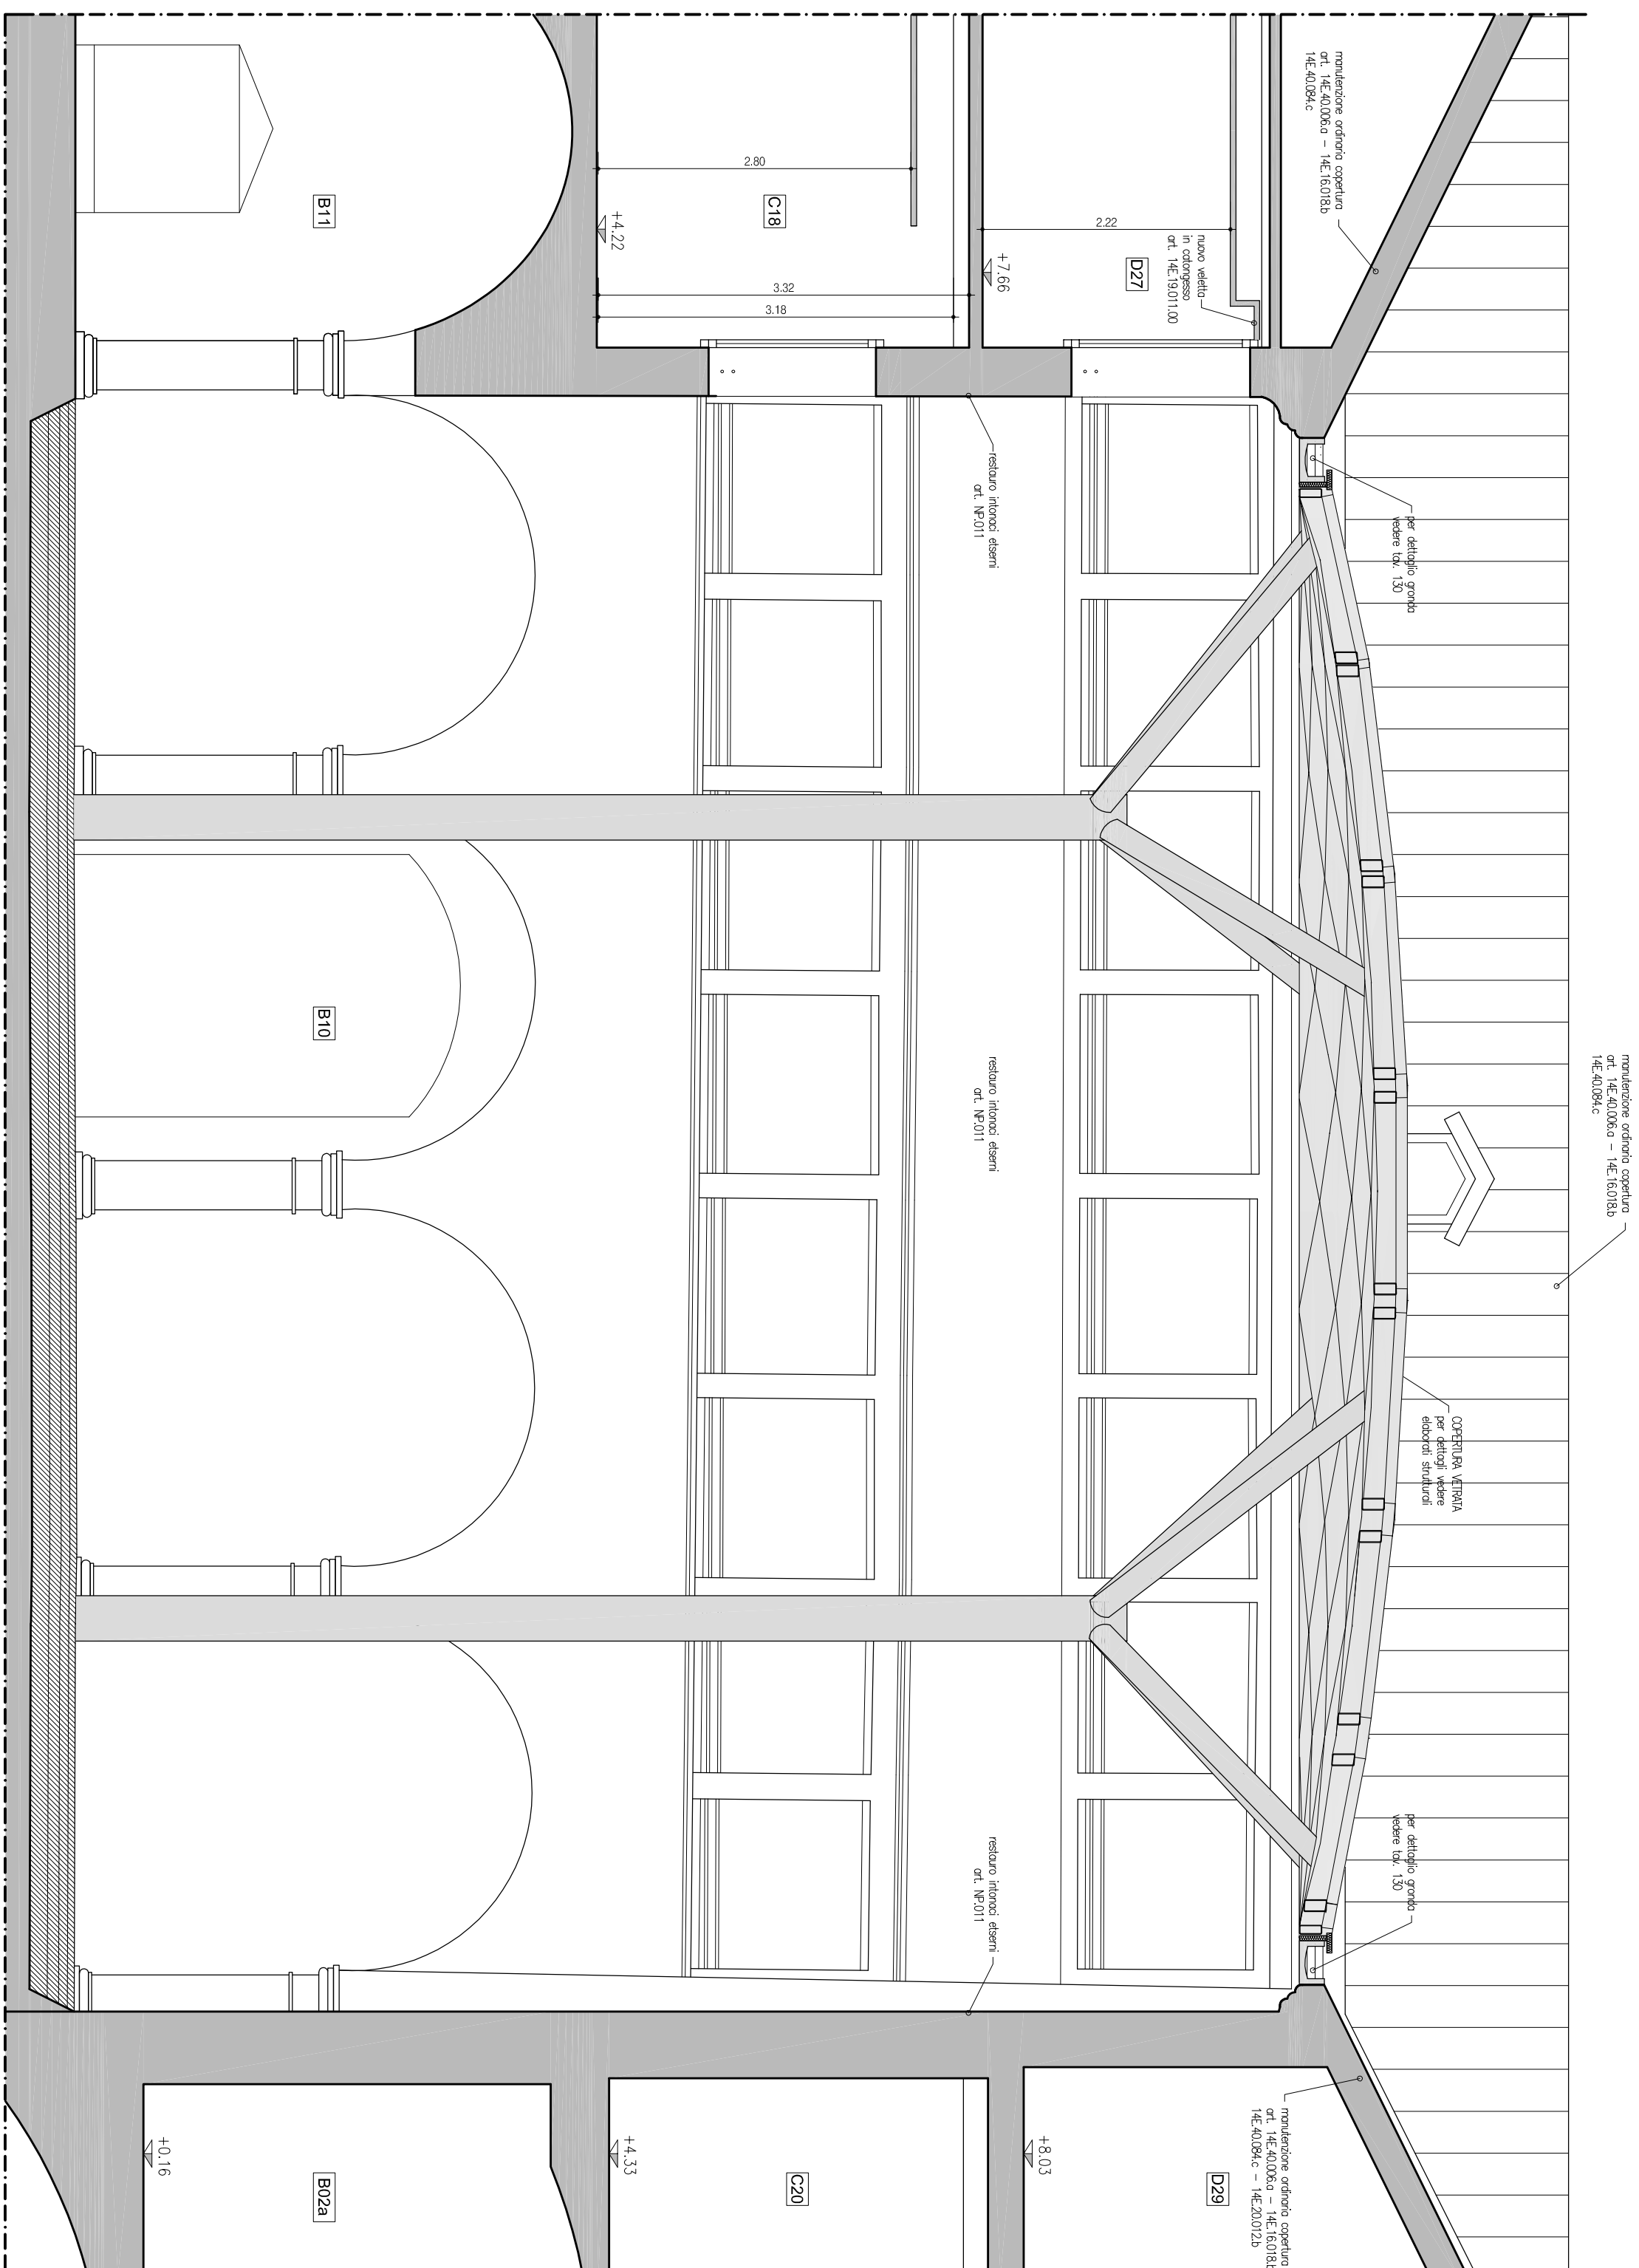 manutenzione ordinaria copertura
art. 14E.40.006.a – 14E.16.018.b
14E.40.084.c
manutenzione ordinaria copertura
art. 14E.40.006.a – 14E.16.018.b
14E.40.084.c
COPERTURA VETRATA
per dettagli vedere
elaborati strutturali
per dettaglio gronda
vedere tav. 130
per dettaglio gronda
vedere tav. 130
manutenzione ordinaria copertura
art. 14E.40.006.a – 14E.16.018.b
14E.40.084.c – 14E.20.012.b
nuova veletta
in cartongesso
art. 14E.19.011.00
D27
2.22
+7.66
D29
+8.03
restauro intonaci etserni
art. NP.011
restauro intonaci etserni
art. NP.011
restauro intonaci etserni
art. NP.011
2.80
C18
3.32
3.18
+4.22
C20
+4.33
B11
B10
B02a
+0.16